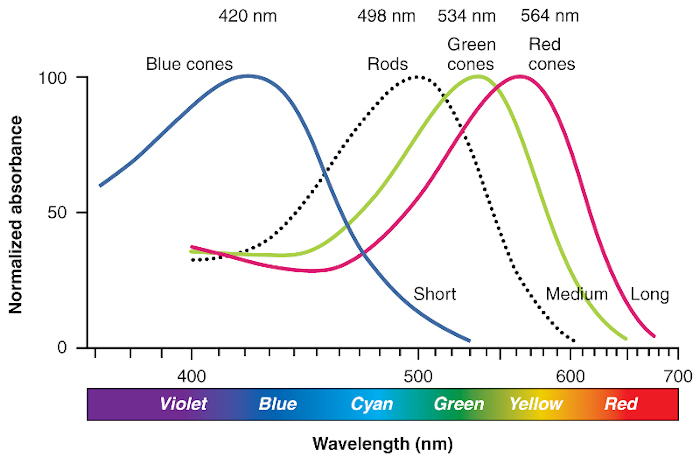 420 nm 498 nm 534 nm 564 nm
Blue cones Rods Green cones Red cones
100
Normalized absorbance
50
Short Medium Long
0
400 500 600 700
Violet Blue Cyan Green Yellow Red
Wavelength (nm)